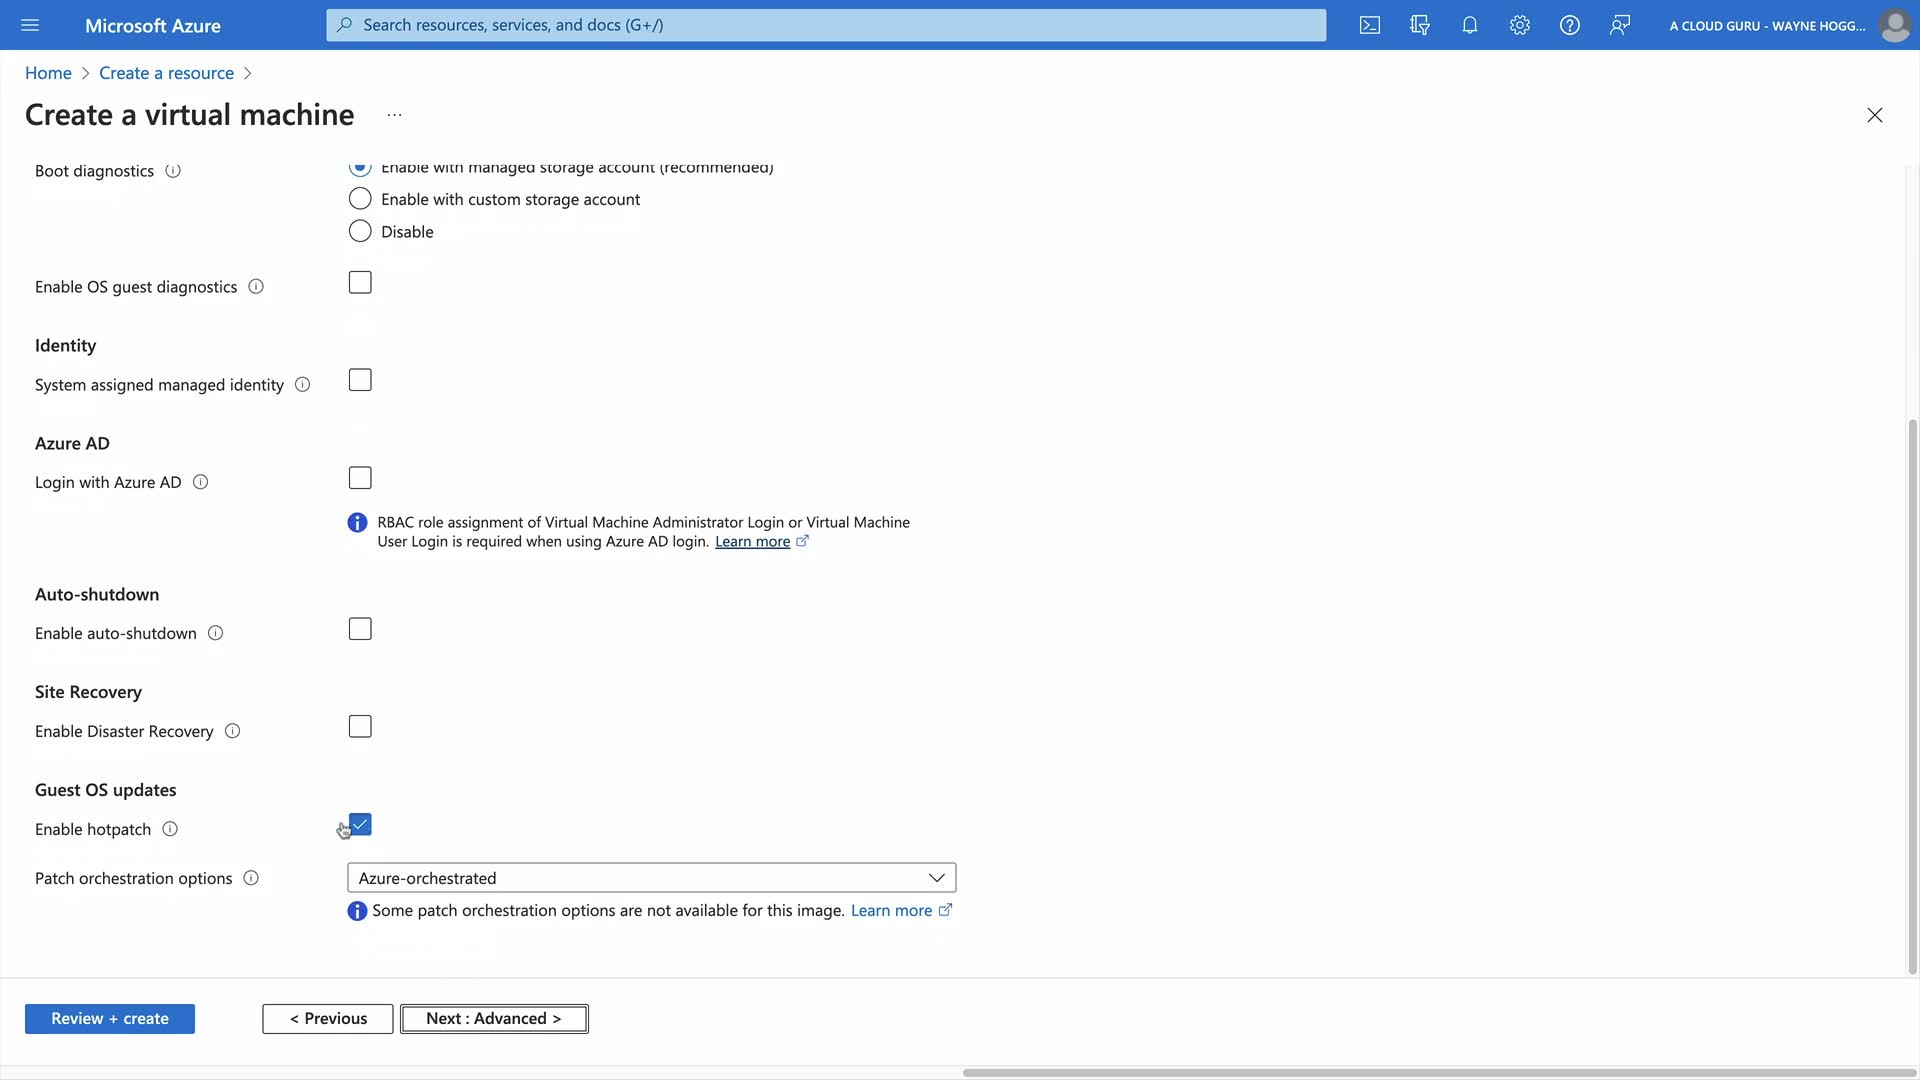 Microsoft Azure
Search resources, services, and docs (G+/)
A CLOUD GURU - WAYNE HOGG...
Home > Create a resource >
Create a virtual machine ...
Boot diagnostics
Enable with managed storage account (recommended)
Enable with custom storage account
Disable
Enable OS guest diagnostics
Identity
System assigned managed identity
Azure AD
Login with Azure AD
RBAC role assignment of Virtual Machine Administrator Login or Virtual Machine
User Login is required when using Azure AD login. Learn more
Auto-shutdown
Enable auto-shutdown
Site Recovery
Enable Disaster Recovery
Guest OS updates
Enable hotpatch
Patch orchestration options
Azure-orchestrated
Some patch orchestration options are not available for this image. Learn more
Review + create
< Previous
Next : Advanced >